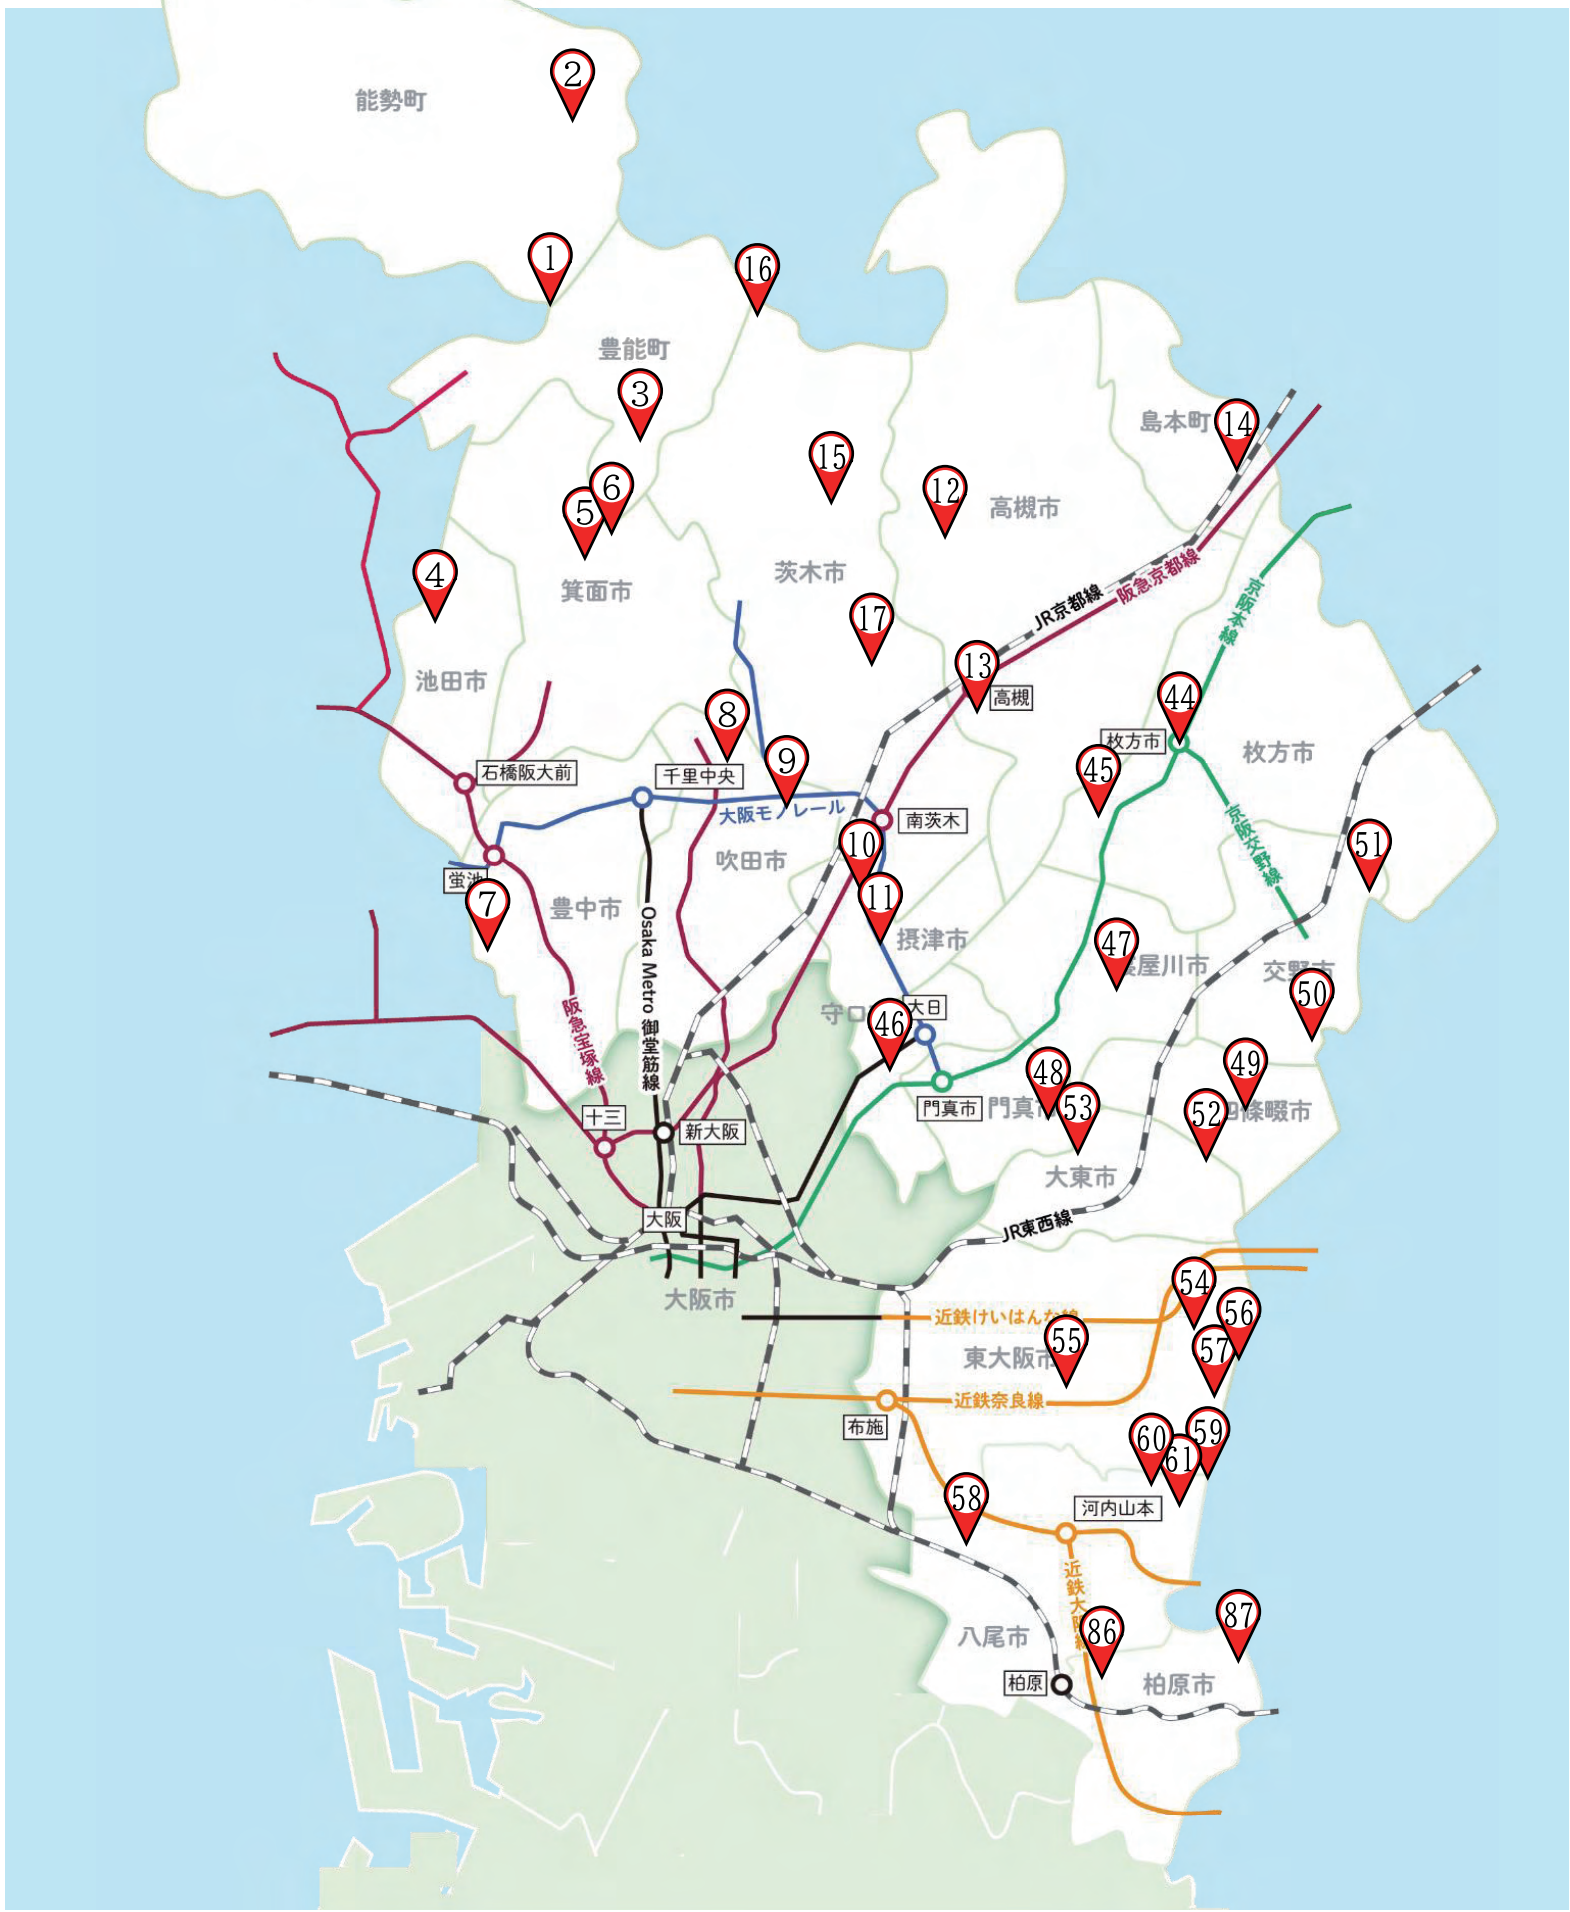 2
能勢町
1
16
豊能町
3
島本町
14
15
6
12
5
高槻市
茨木市
4
箕面市
京阪本線
阪急京都線
JR京都線
17
13
池田市
高槻
44
8
枚方市
枚方市
9
45
石橋阪大前
千里中央
大阪モノレール
南茨木
京阪交野線
10
51
吹田市
蛍池
11
7
豊中市
摂津市
47
屋川市
交野市
50
Osaka Metro 御堂筋線
守口
46
大日
阪急宝塚線
48
49
門真市
門真市
53
52
四條畷市
十三
新大阪
大東市
大阪
JR東西線
54
大阪市
56
近鉄けいはんな線
55
57
東大阪市
近鉄奈良線
布施
60
59
61
58
河内山本
近鉄大阪線
87
86
八尾市
柏原
柏原市